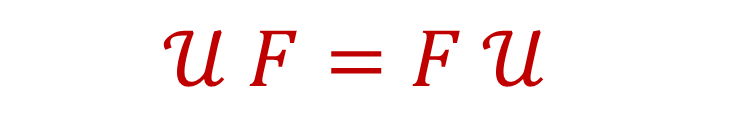 𝒰 F = F 𝒰